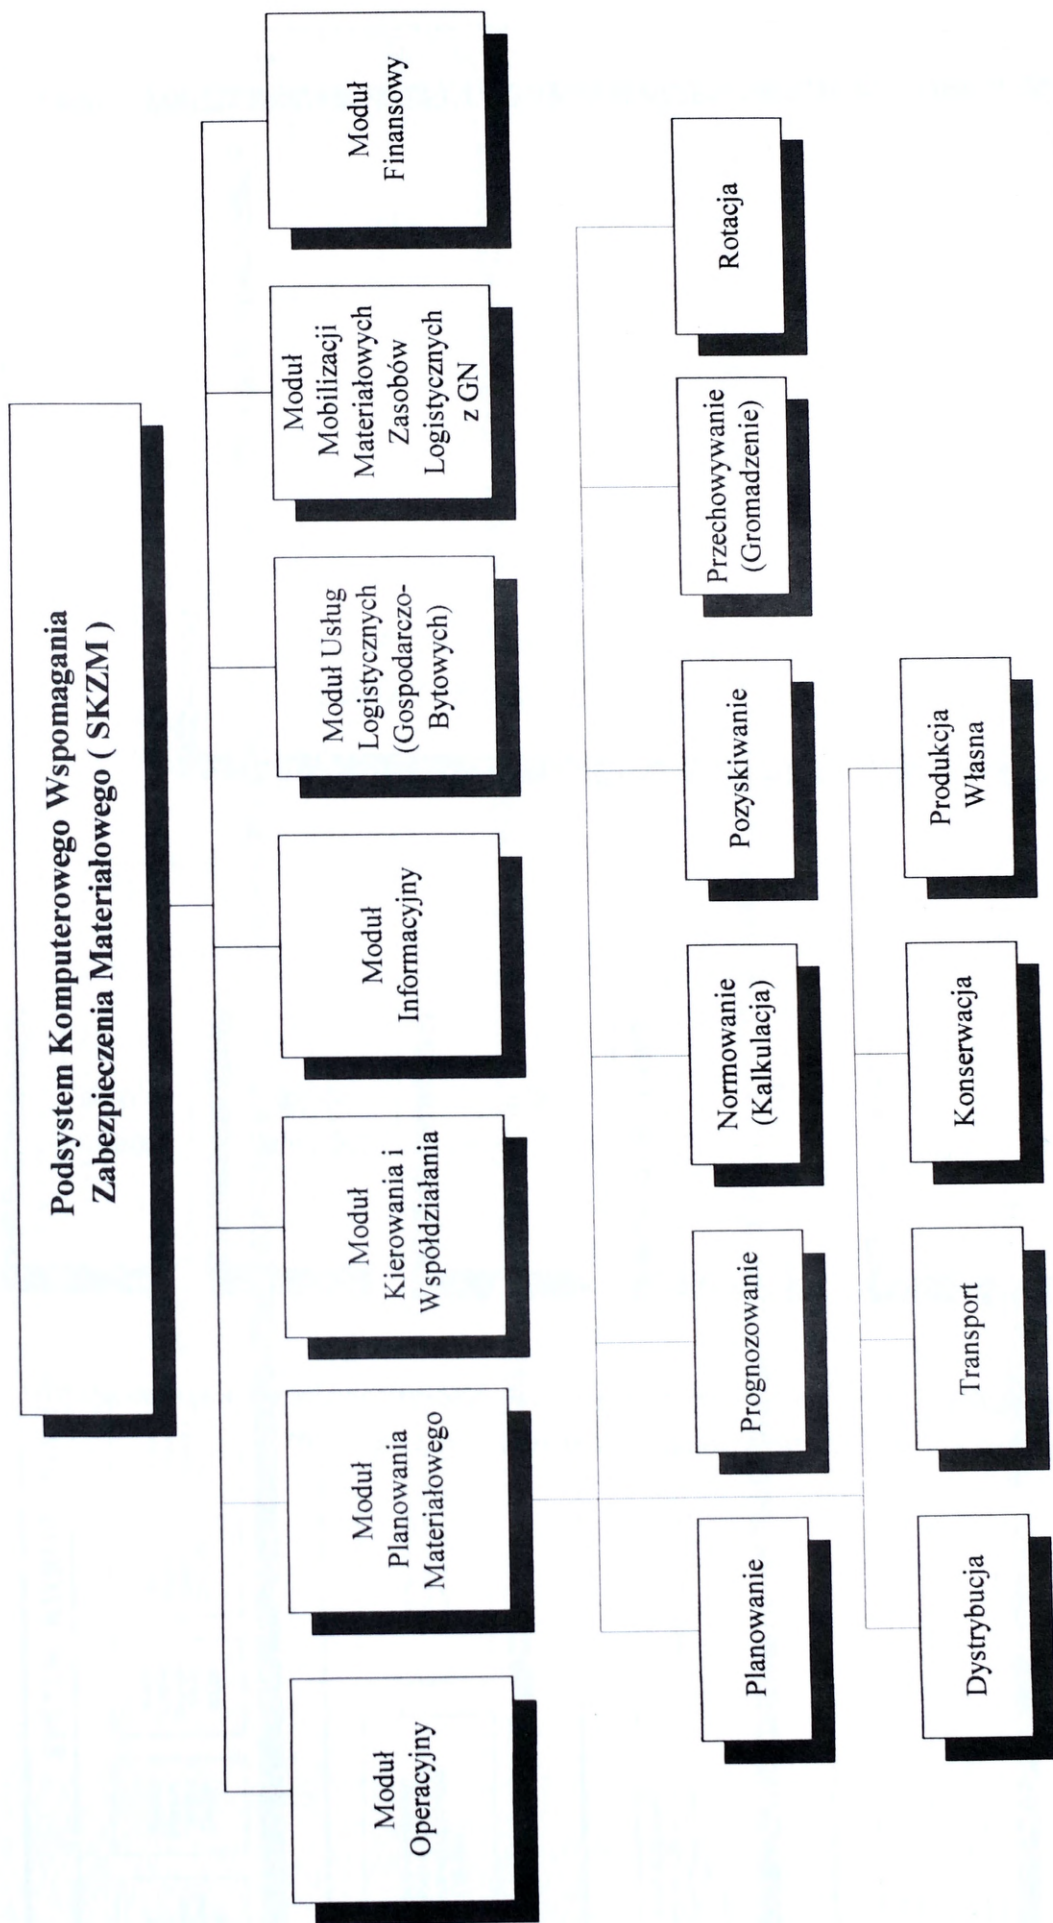 Podsystem Komputerowego Wspomagania
Zabezpieczenia Materiałowego ( SKZM )
Moduł
Operacyjny
Moduł
Planowania
Materiałowego
Moduł
Kierowania i
Współdziałania
Moduł
Informacyjny
Moduł Usług
Logistycznych
(Gospodarczo-
Bytowych)
Moduł
Mobilizacji
Materiałowych
Zasobów
Logistycznych
z GN
Moduł
Finansowy
Planowanie
Prognozowanie
Normowanie
(Kalkulacja)
Pozyskiwanie
Przechowywanie
(Gromadzenie)
Rotacja
Dystrybucja
Transport
Konserwacja
Produkcja
Własna